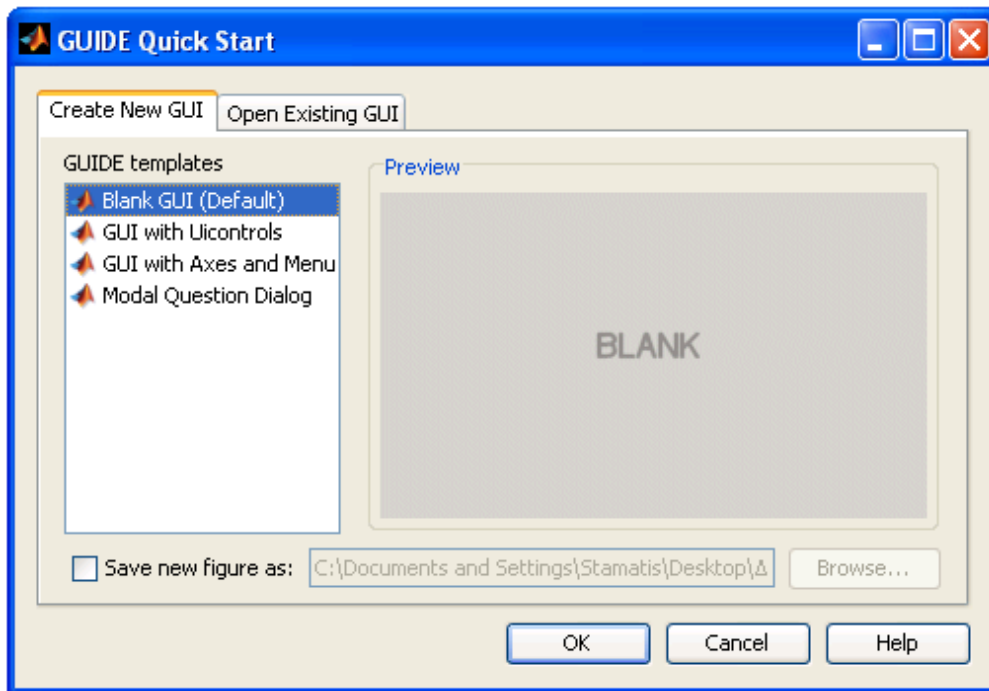 GUIDE Quick Start
Create New GUI
Open Existing GUI
GUIDE templates
Blank GUI (Default)
GUI with Uicontrols
GUI with Axes and Menu
Modal Question Dialog
Preview
BLANK
Save new figure as:
C:\Documents and Settings\Stamatis\Desktop\Δ
Browse...
OK
Cancel
Help